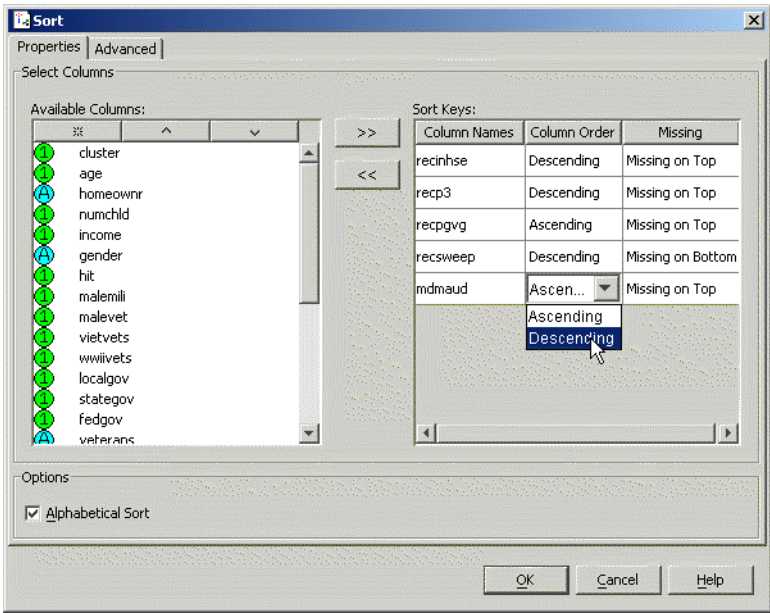 Sort
Properties Advanced
Select Columns
Available Columns:
cluster
age
homeownr
numchld
income
gender
hit
malemili
malevet
vietvets
wwiivets
localgov
stategov
fedgov
veterans
>>
<<
Sort Keys:
Column Names Column Order Missing
recinhse Descending Missing on Top
recp3 Descending Missing on Top
recpgvg Ascending Missing on Top
recsweep Descending Missing on Bottom
mdmaud Ascen... Missing on Top
Ascending
Descending
Options
Alphabetical Sort
OK Cancel Help